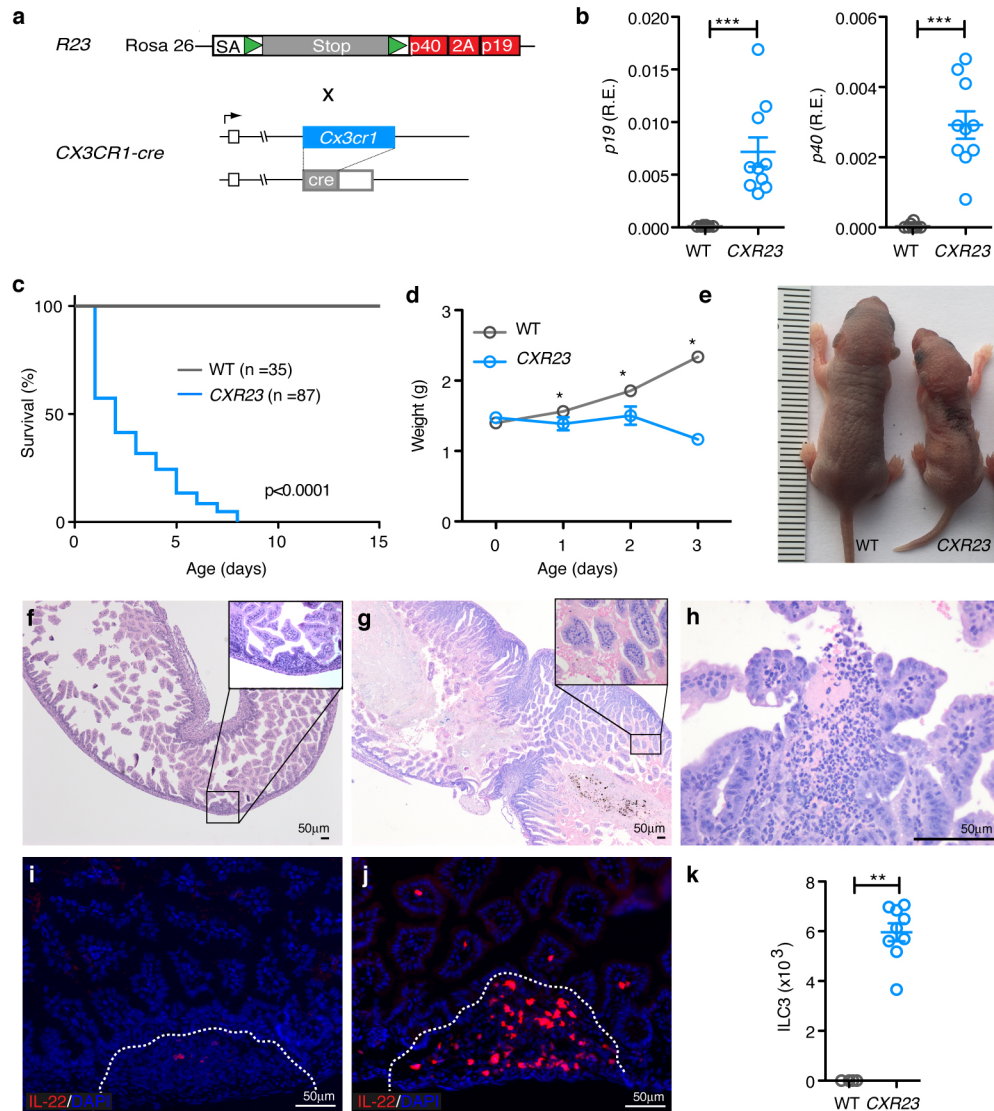 a
R23
Rosa 26
SA
Stop
p40
2A
p19
X
CX3CR1-cre
Cx3cr1
cre
b
p19 (R.E.)
0.020
0.015
0.010
0.005
0.000
***
WT
CXR23
p40 (R.E.)
0.006
0.004
0.002
0.000
***
WT
CXR23
c
Survival (%)
100
50
0
WT (n =35)
CXR23 (n =87)
p<0.0001
0
5
10
15
Age (days)
d
Weight (g)
3
2
1
0
WT
CXR23
*
*
*
0
1
2
3
Age (days)
e
WT
CXR23
f
50µm
g
50µm
h
50µm
i
IL-22/DAPI
50µm
j
IL-22/DAPI
50µm
k
ILC3 (x10 3)
8
6
4
2
0
**
WT
CXR23